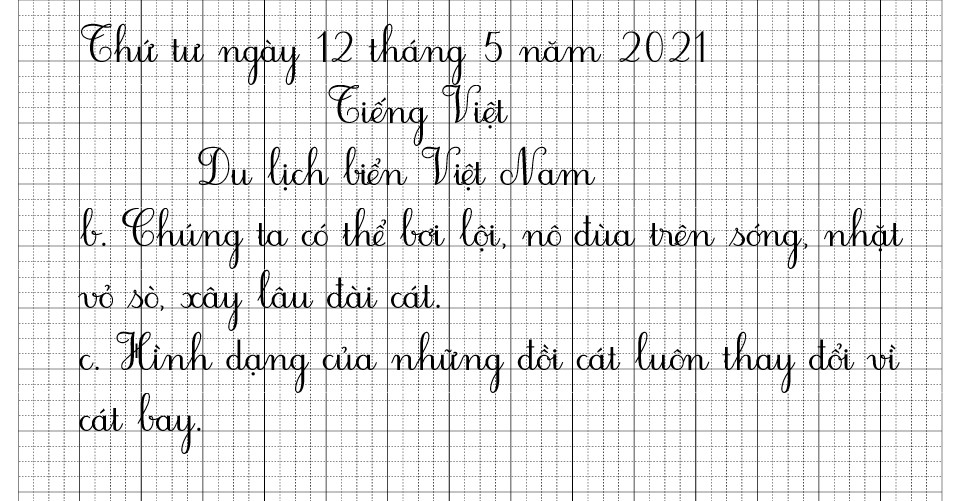 Thứ tư ngày 12 tháng 5 năm 2021
Tiếng Việt
Du lịch biển Việt Nam
b. Chúng ta có thể bơi lội, nô đùa trên sóng, nhặt
vỏ sò, xây lâu đài cát.
c. Hình dạng của những đồi cát luôn thay đổi vì
cát bay.